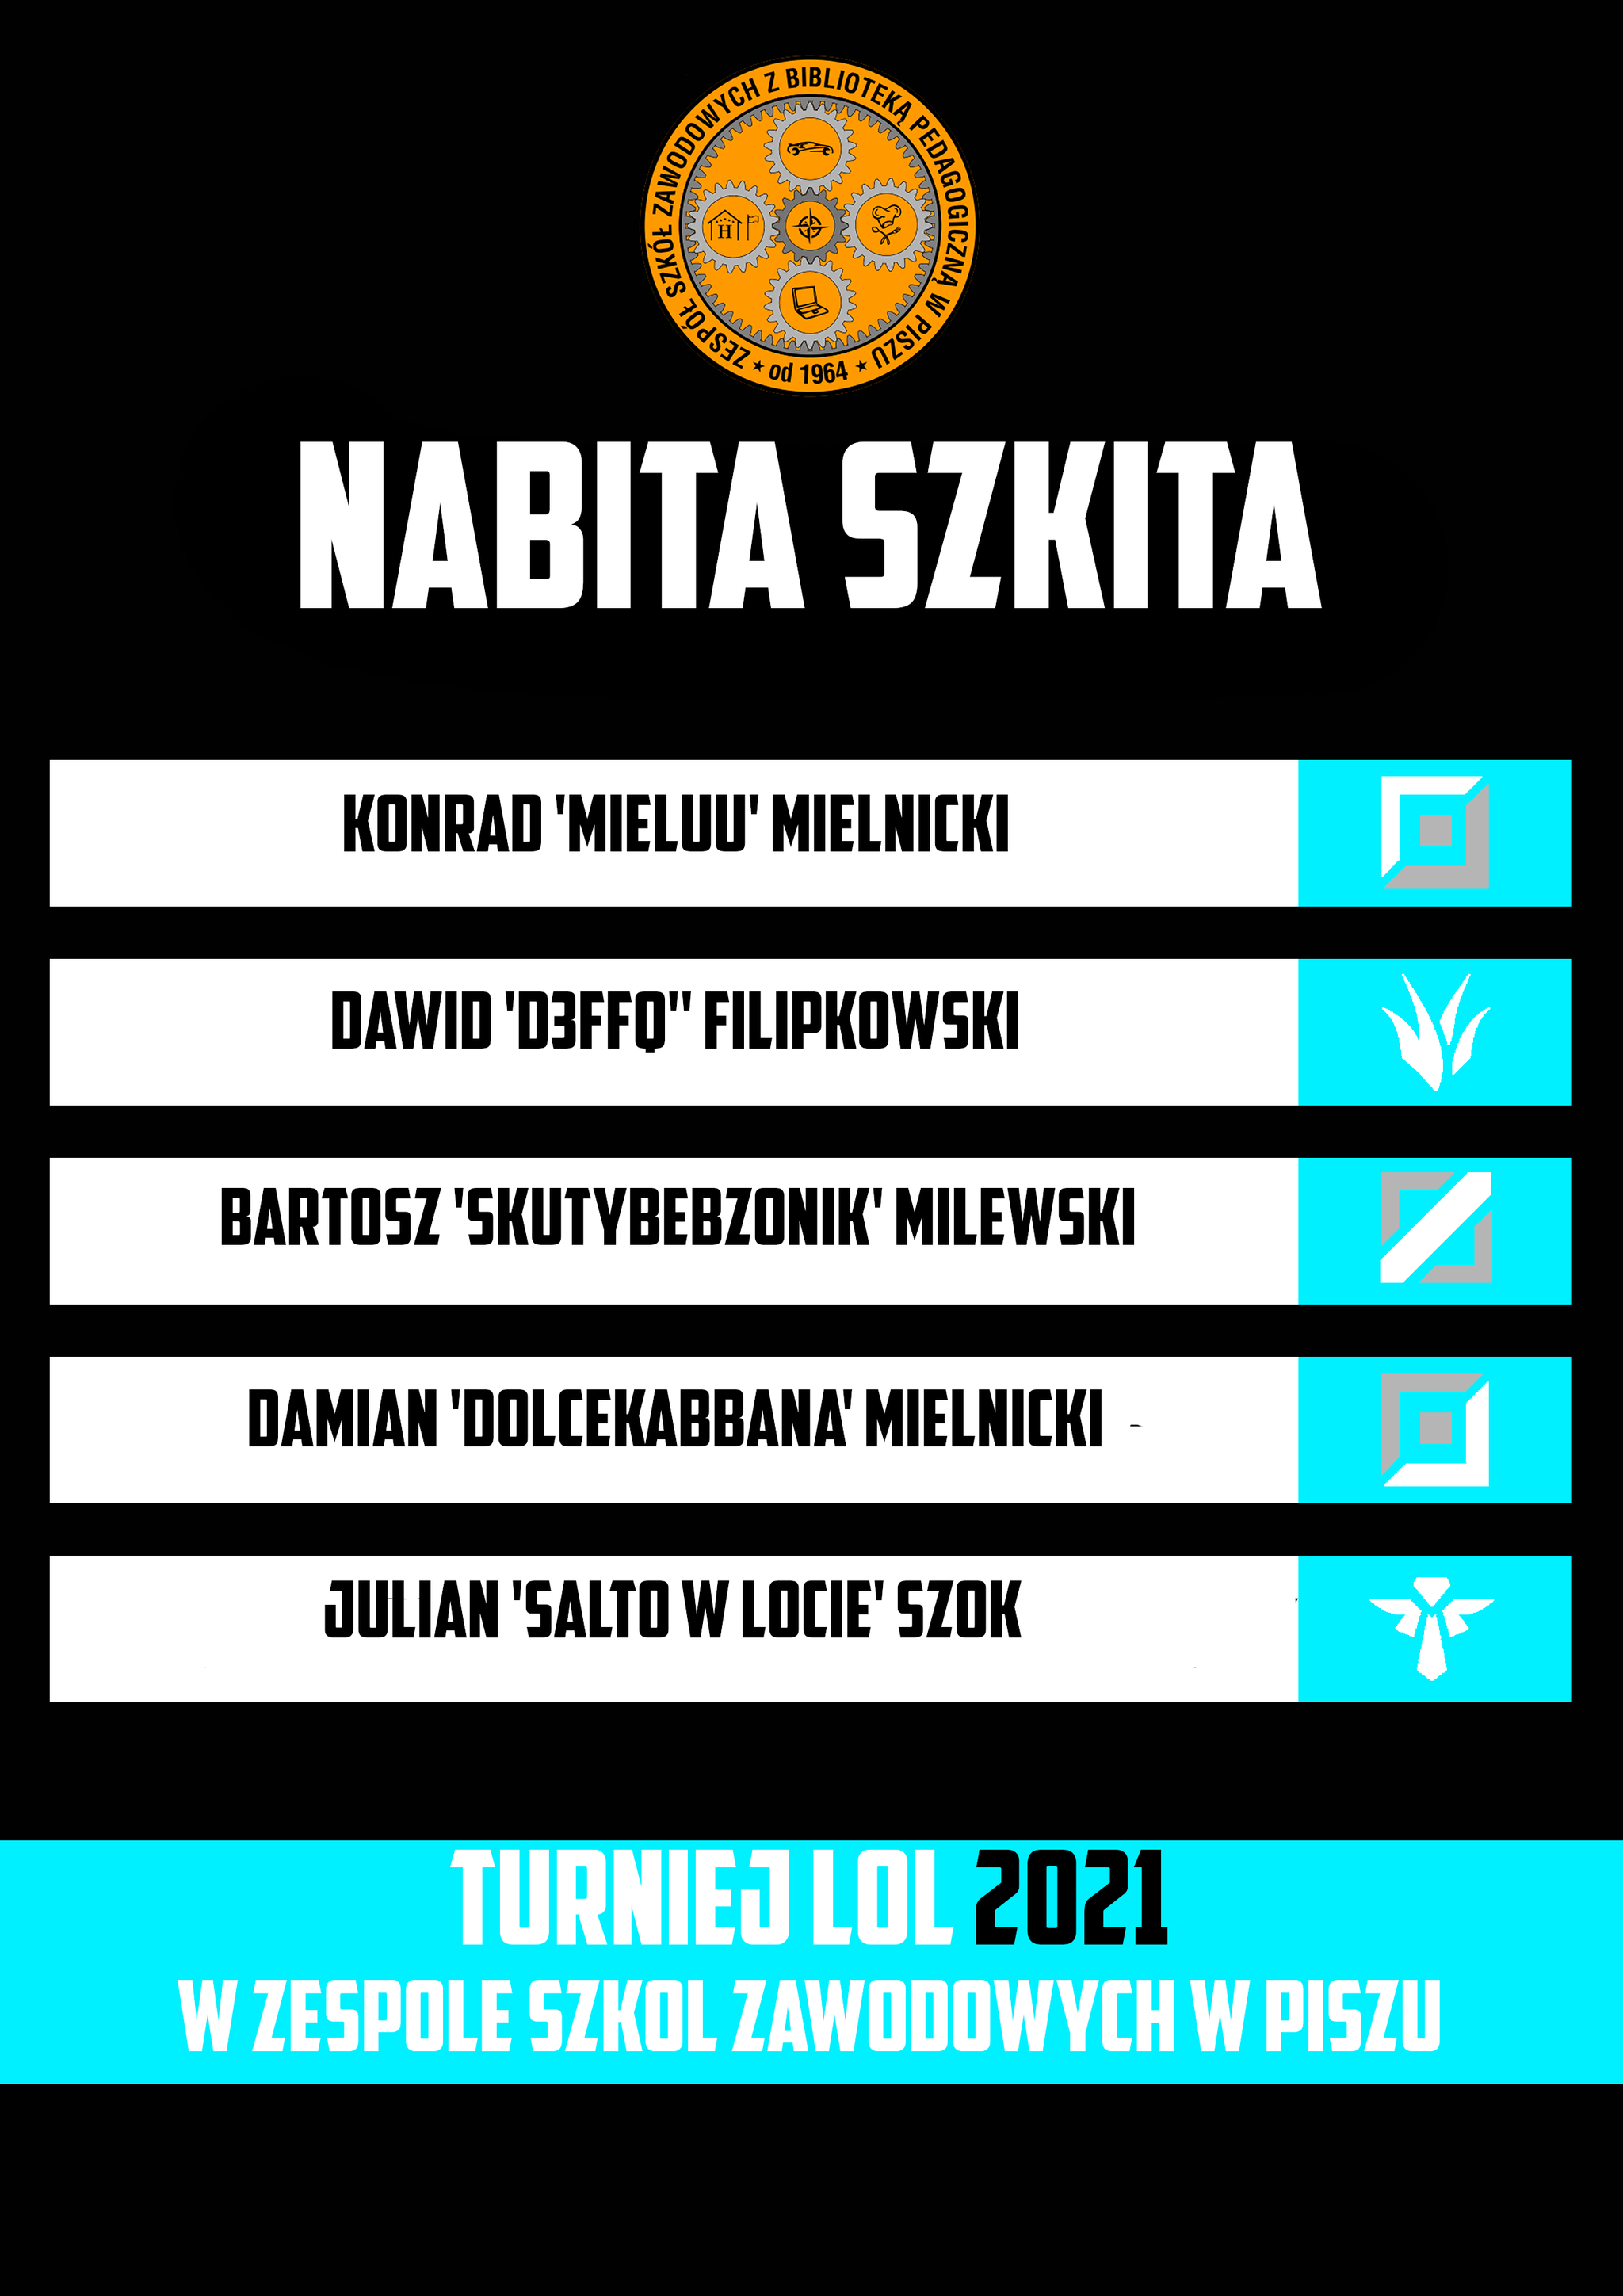 ZESPÓŁ SZKÓŁ ZAWODOWYCH Z BIBLIOTEKĄ PEDAGOGICZNĄ W PISZU
★ od 1964 ★
H
NABITA SZKITA
KONRAD 'MIELUU' MIELNICKI
DAWID 'D3FFQ'' FILIPKOWSKI
BARTOSZ 'SKUTYBEBZONIK' MILEWSKI
DAMIAN 'DOLCEKABBANA' MIELNICKI
JULIAN 'SALTO W LOCIE' SZOK
TURNIEJ LOL 2021
W ZESPOLE SZKOL ZAWODOWYCH W PISZU